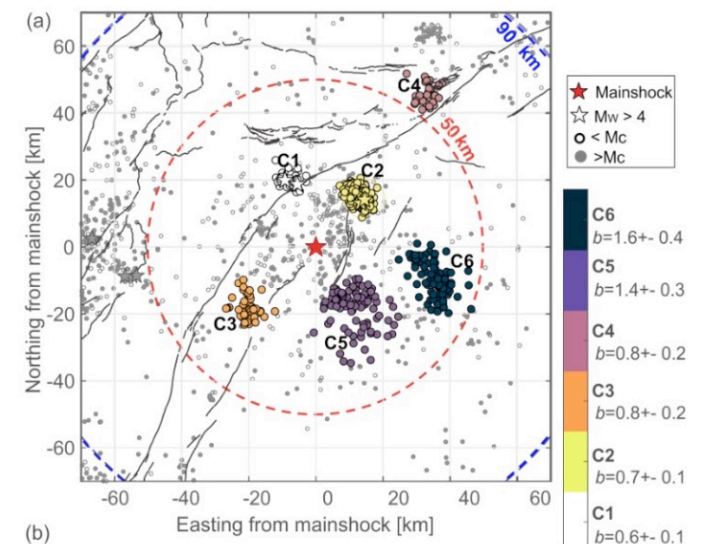 (a)
60
40
20
0
-20
-40
-60
Northing from mainshock [km]
-60
-40
-20
0
20
40
60
Easting from mainshock [km]
90 km
50 km
C4
C1
C2
C6
C3
C5
Mainshock
Mw > 4
< Mc
>Mc
C6
b=1.6+- 0.4
C5
b=1.4+- 0.3
C4
b=0.8+- 0.2
C3
b=0.8+- 0.2
C2
b=0.7+- 0.1
C1
b=0.6+- 0.1
(b)